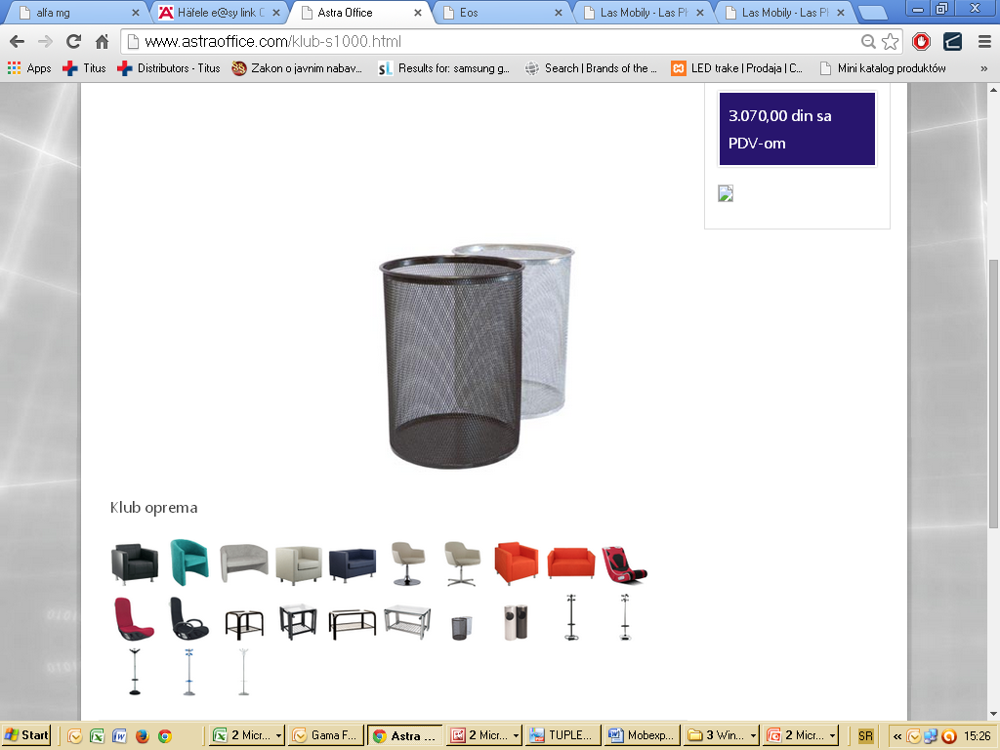 alfa mg
Häfele e@sy link
Astra Office
Eos
Las Mobily - Las
Las Mobily - Las
www.astraoffice.com/klub-s1000.html
Apps
Titus
Distributors - Titus
Zakon o javnim nabav...
Results for: samsung g...
Search | Brands of the ...
LED trake | Prodaja | C...
Mini katalog produktów
»
3.070,00 din sa
PDV-om
Klub oprema
Start
2 Micr...
Gama F...
Astra ...
2 Micr...
TUPLE...
Mobexp...
3 Win...
2 Micr...
SR
«
15:26